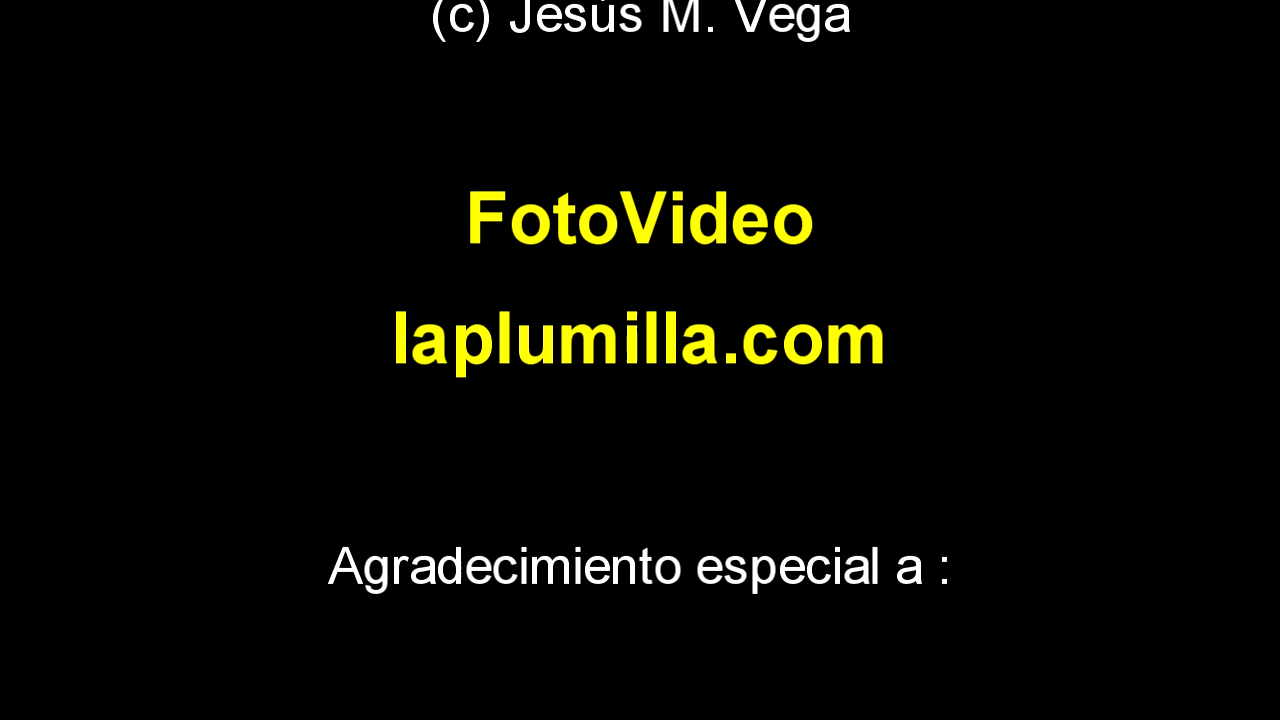 (c) Jesús M. Vega
FotoVideo
laplumilla.com
Agradecimiento especial a :